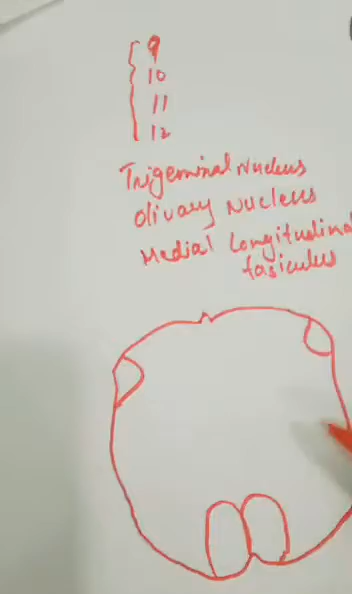 9
10
11
12
Trigeminal Nucleus
Olivary Nucleus
Medial Longitudinal
fasiculus